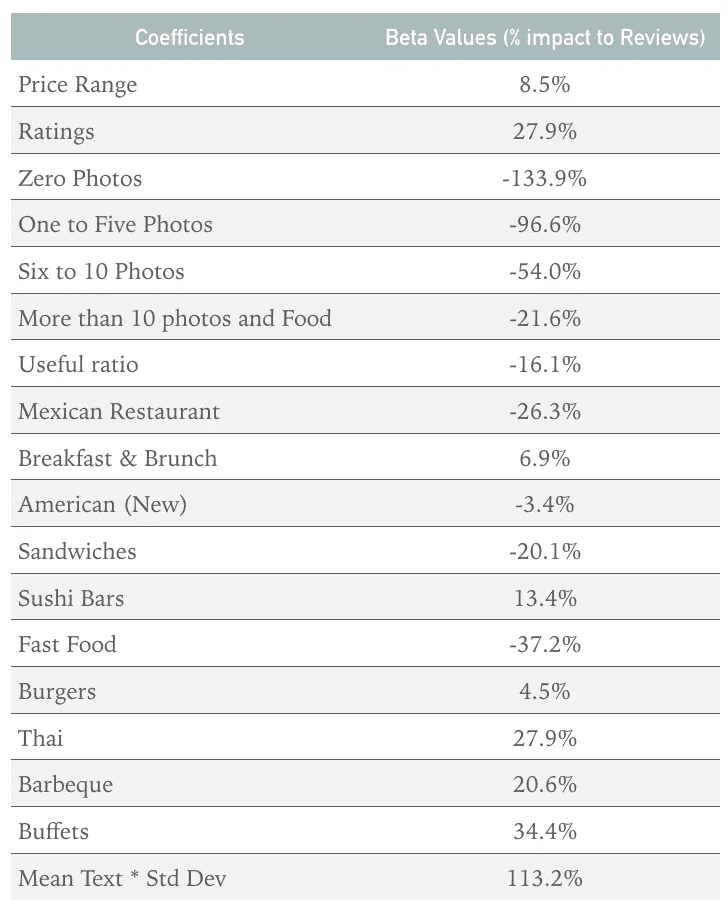 Coefficients Beta Values (% impact to Reviews)
Price Range 8.5%
Ratings 27.9%
Zero Photos -133.9%
One to Five Photos -96.6%
Six to 10 Photos -54.0%
More than 10 photos and Food -21.6%
Useful ratio -16.1%
Mexican Restaurant -26.3%
Breakfast & Brunch 6.9%
American (New) -3.4%
Sandwiches -20.1%
Sushi Bars 13.4%
Fast Food -37.2%
Burgers 4.5%
Thai 27.9%
Barbeque 20.6%
Buffets 34.4%
Mean Text * Std Dev 113.2%